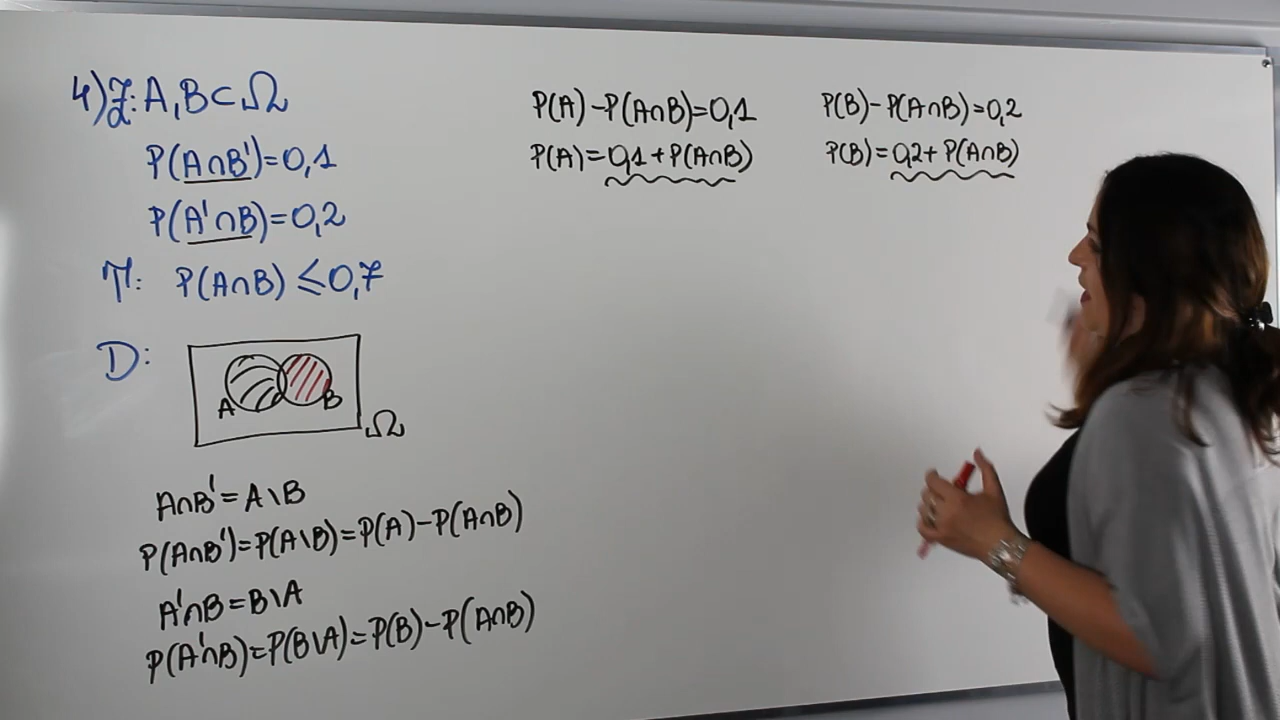 4) Z: A, B ⊂ Ω
P(A∩B')=0,1
P(A'∩B)=0,2
T: P(A∩B) ≤ 0,7
D:
A B
Ω
A∩B' = A\B
P(A∩B')=P(A\B)=P(A)-P(A∩B)
A'∩B = B\A
P(A'∩B)=P(B\A)=P(B)-P(A∩B)
P(A)-P(A∩B)=0,1
P(A)=0,1+P(A∩B)
P(B)-P(A∩B)=0,2
P(B)=0,2+P(A∩B)